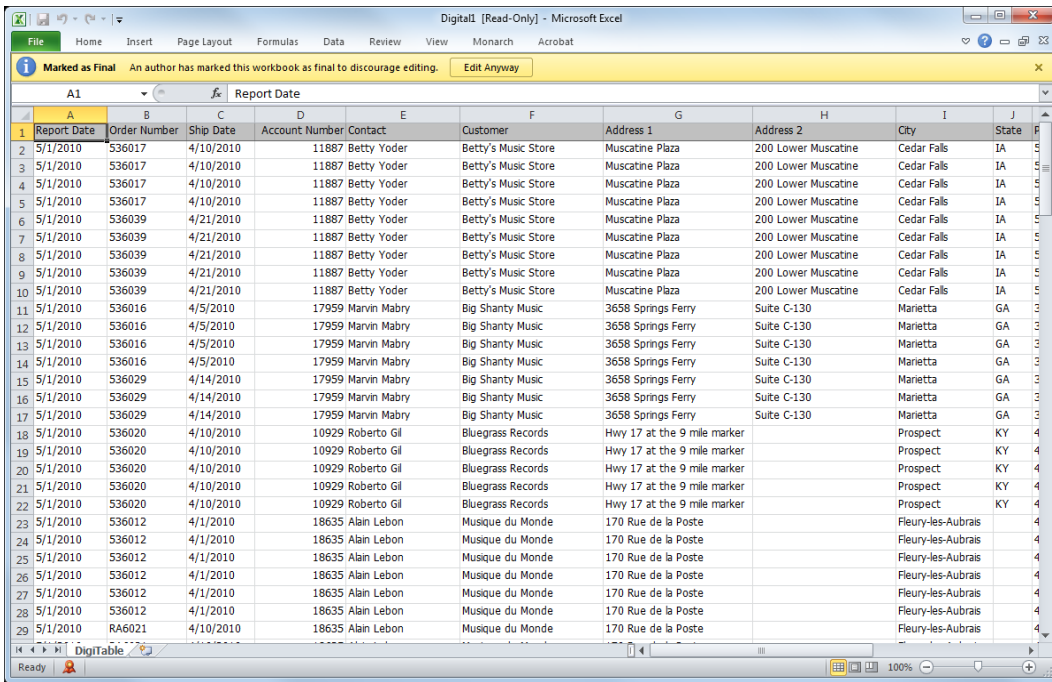 Digital1 [Read-Only] - Microsoft Excel
File Home Insert Page Layout Formulas Data Review View Monarch Acrobat
Marked as Final An author has marked this workbook as final to discourage editing. Edit Anyway
A1 fx Report Date
A B C D E F G H I J
1 Report Date Order Number Ship Date Account Number Contact Customer Address 1 Address 2 City State P
2 5/1/2010 536017 4/10/2010 11887 Betty Yoder Betty's Music Store Muscatine Plaza 200 Lower Muscatine Cedar Falls IA 5
3 5/1/2010 536017 4/10/2010 11887 Betty Yoder Betty's Music Store Muscatine Plaza 200 Lower Muscatine Cedar Falls IA 5
4 5/1/2010 536017 4/10/2010 11887 Betty Yoder Betty's Music Store Muscatine Plaza 200 Lower Muscatine Cedar Falls IA 5
5 5/1/2010 536017 4/10/2010 11887 Betty Yoder Betty's Music Store Muscatine Plaza 200 Lower Muscatine Cedar Falls IA 5
6 5/1/2010 536039 4/21/2010 11887 Betty Yoder Betty's Music Store Muscatine Plaza 200 Lower Muscatine Cedar Falls IA 5
7 5/1/2010 536039 4/21/2010 11887 Betty Yoder Betty's Music Store Muscatine Plaza 200 Lower Muscatine Cedar Falls IA 5
8 5/1/2010 536039 4/21/2010 11887 Betty Yoder Betty's Music Store Muscatine Plaza 200 Lower Muscatine Cedar Falls IA 5
9 5/1/2010 536039 4/21/2010 11887 Betty Yoder Betty's Music Store Muscatine Plaza 200 Lower Muscatine Cedar Falls IA 5
10 5/1/2010 536039 4/21/2010 11887 Betty Yoder Betty's Music Store Muscatine Plaza 200 Lower Muscatine Cedar Falls IA 5
11 5/1/2010 536016 4/5/2010 17959 Marvin Mabry Big Shanty Music 3658 Springs Ferry Suite C-130 Marietta GA 3
12 5/1/2010 536016 4/5/2010 17959 Marvin Mabry Big Shanty Music 3658 Springs Ferry Suite C-130 Marietta GA 3
13 5/1/2010 536016 4/5/2010 17959 Marvin Mabry Big Shanty Music 3658 Springs Ferry Suite C-130 Marietta GA 3
14 5/1/2010 536016 4/5/2010 17959 Marvin Mabry Big Shanty Music 3658 Springs Ferry Suite C-130 Marietta GA 3
15 5/1/2010 536029 4/14/2010 17959 Marvin Mabry Big Shanty Music 3658 Springs Ferry Suite C-130 Marietta GA 3
16 5/1/2010 536029 4/14/2010 17959 Marvin Mabry Big Shanty Music 3658 Springs Ferry Suite C-130 Marietta GA 3
17 5/1/2010 536029 4/14/2010 17959 Marvin Mabry Big Shanty Music 3658 Springs Ferry Suite C-130 Marietta GA 3
18 5/1/2010 536020 4/10/2010 10929 Roberto Gil Bluegrass Records Hwy 17 at the 9 mile marker Prospect KY 4
19 5/1/2010 536020 4/10/2010 10929 Roberto Gil Bluegrass Records Hwy 17 at the 9 mile marker Prospect KY 4
20 5/1/2010 536020 4/10/2010 10929 Roberto Gil Bluegrass Records Hwy 17 at the 9 mile marker Prospect KY 4
21 5/1/2010 536020 4/10/2010 10929 Roberto Gil Bluegrass Records Hwy 17 at the 9 mile marker Prospect KY 4
22 5/1/2010 536020 4/10/2010 10929 Roberto Gil Bluegrass Records Hwy 17 at the 9 mile marker Prospect KY 4
23 5/1/2010 536012 4/1/2010 18635 Alain Lebon Musique du Monde 170 Rue de la Poste Fleury-les-Aubrais 4
24 5/1/2010 536012 4/1/2010 18635 Alain Lebon Musique du Monde 170 Rue de la Poste Fleury-les-Aubrais 4
25 5/1/2010 536012 4/1/2010 18635 Alain Lebon Musique du Monde 170 Rue de la Poste Fleury-les-Aubrais 4
26 5/1/2010 536012 4/1/2010 18635 Alain Lebon Musique du Monde 170 Rue de la Poste Fleury-les-Aubrais 4
27 5/1/2010 536012 4/1/2010 18635 Alain Lebon Musique du Monde 170 Rue de la Poste Fleury-les-Aubrais 4
28 5/1/2010 536012 4/1/2010 18635 Alain Lebon Musique du Monde 170 Rue de la Poste Fleury-les-Aubrais 4
29 5/1/2010 RA6021 4/10/2010 18635 Alain Lebon Musique du Monde 170 Rue de la Poste Fleury-les-Aubrais 4
DigiTable
Ready 100%